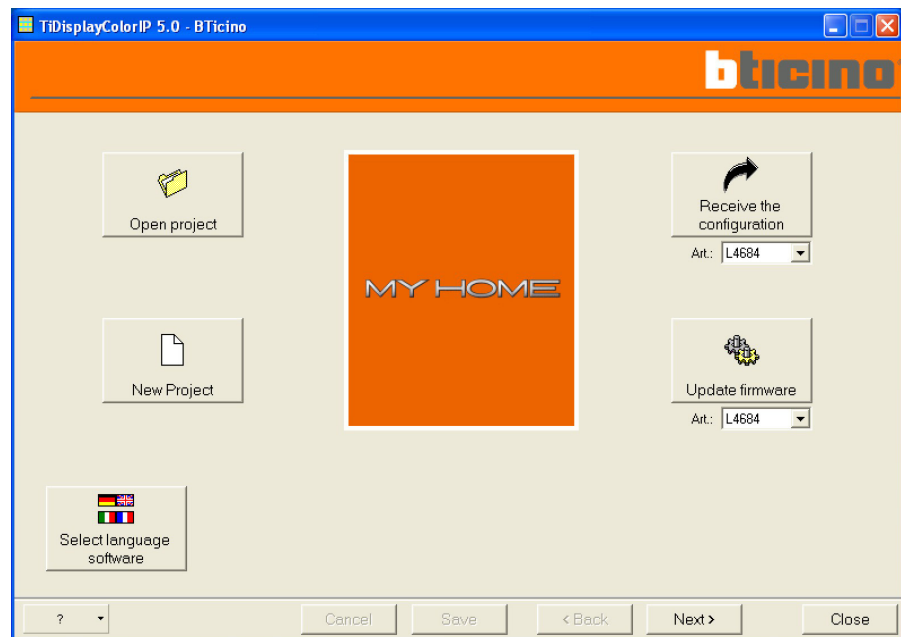 TiDisplayColorIP 5.0 - BTicino
bticino
Open project
Receive the
configuration
Art.: L4684
MY HOME
New Project
Update firmware
Art.: L4684
Select language
software
?
Cancel
Save
< Back
Next >
Close